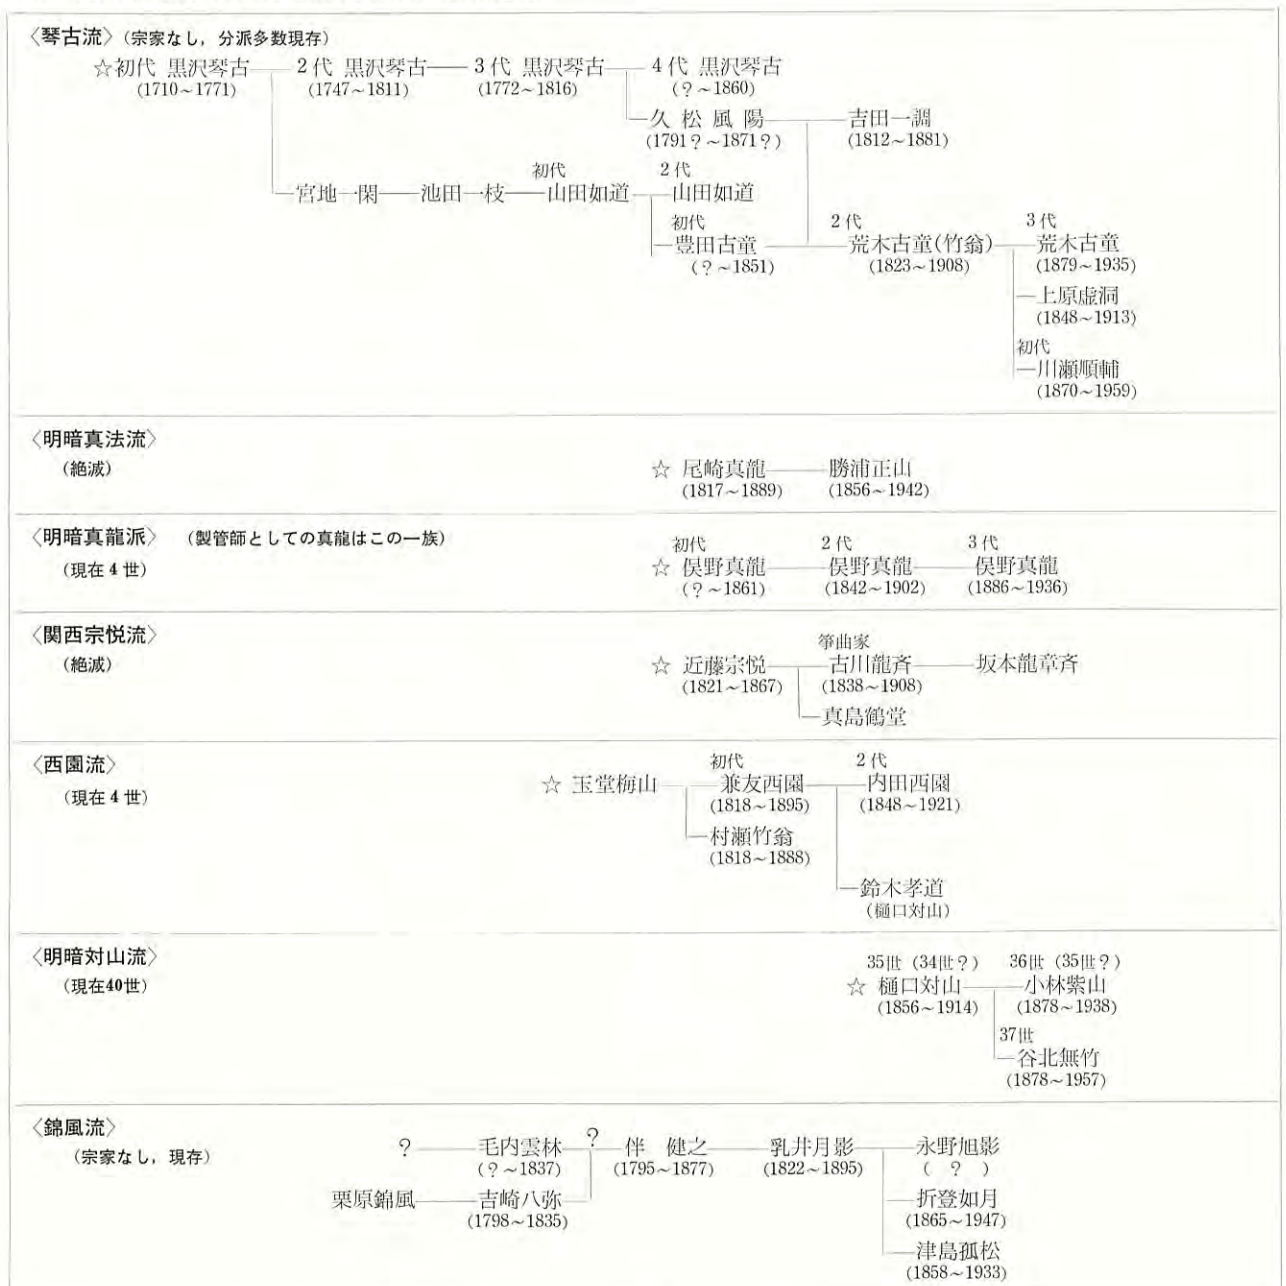 〈琴古流〉(宗家なし，分派多数現存)
☆初代 黒沢琴古 2代 黒沢琴古 3代 黒沢琴古 4代 黒沢琴古
(1710～1771) (1747～1811) (1772～1816) (？～1860)
久松風陽 吉田一調
(1791？～1871？) (1812～1881)
初代 2代
宮地一閑 池田一枝 山田如道 山田如道
初代 2代 3代
豊田古童 荒木古童(竹翁) 荒木古童
(？～1851) (1823～1908) (1879～1935)
上原虚洞
(1848～1913)
初代
川瀬順輔
(1870～1959)
〈明暗真法流〉
(絶滅)
☆ 尾崎真龍 勝浦正山
(1817～1889) (1856～1942)
〈明暗真龍派〉 (製管師としての真龍はこの一族)
(現在4世)
初代 2代 3代
☆ 俣野真龍 俣野真龍 俣野真龍
(？～1861) (1842～1902) (1886～1936)
〈関西宗悦流〉
(絶滅)
箏曲家
☆ 近藤宗悦 古川龍斉 坂本龍章斉
(1821～1867) (1838～1908)
真島鶴堂
〈西園流〉
(現在4世)
初代 2代
☆ 玉堂梅山 兼友西園 内田西園
(1818～1895) (1848～1921)
村瀬竹翁
(1818～1888)
鈴木孝道
(樋口対山)
〈明暗対山流〉
(現在40世)
35世（34世？） 36世（35世？）
☆ 樋口対山 小林紫山
(1856～1914) (1878～1938)
37世
谷北無竹
(1878～1957)
〈錦風流〉
(宗家なし，現存)
？ 毛内雲林 ？ 伴 健之 乳井月影 永野旭影
(？～1837) (1795～1877) (1822～1895) (？)
栗原錦風 吉崎八弥 折登如月
(1798～1835) (1865～1947)
津島孤松
(1858～1933)